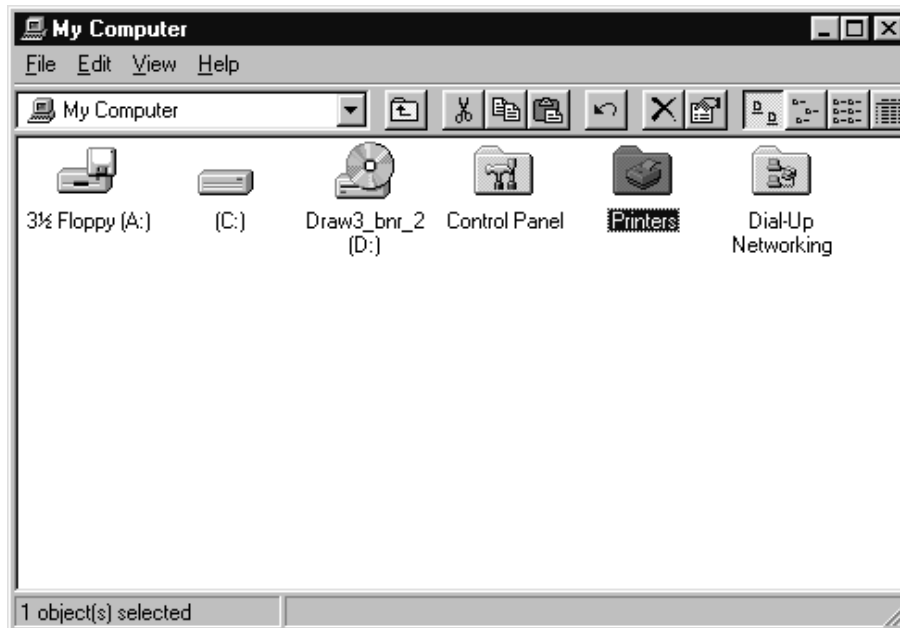 My Computer
File Edit View Help
My Computer
3½ Floppy (A:) (C:) Draw3_bnr_2 (D:) Control Panel Printers Dial-Up Networking
1 object(s) selected